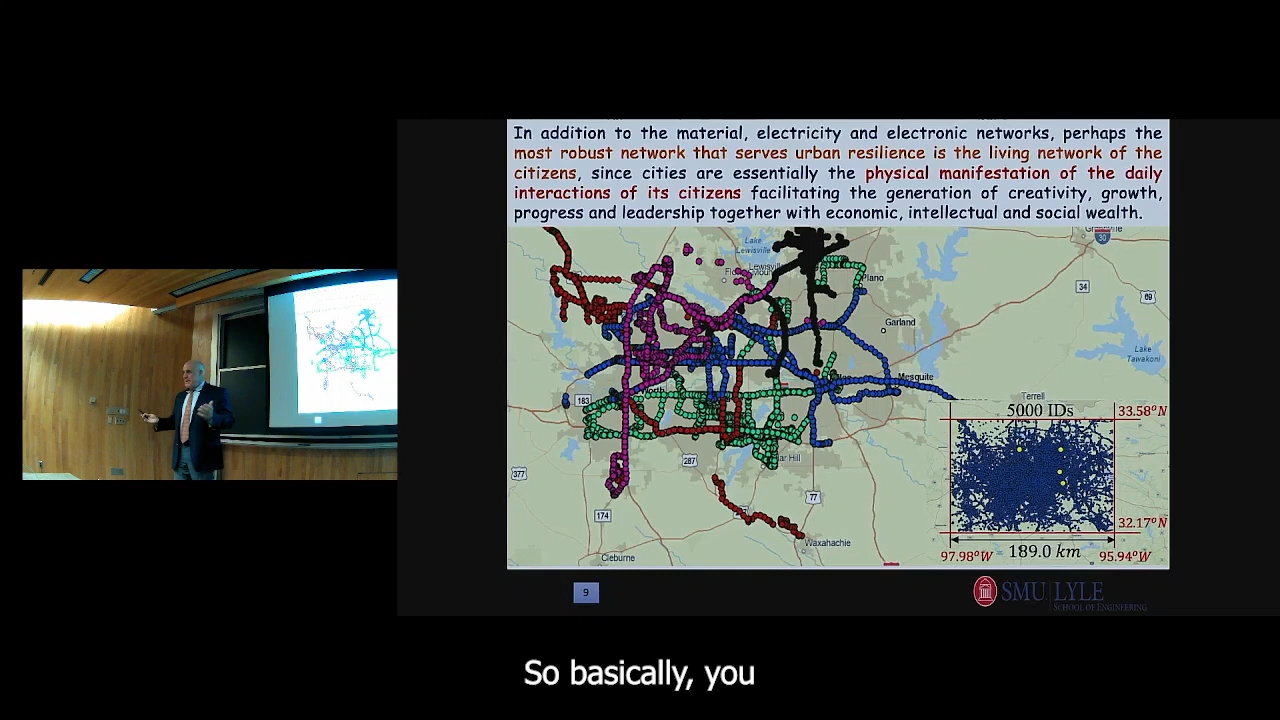 In addition to the material, electricity and electronic networks, perhaps the
most robust network that serves urban resilience is the living network of the
citizens, since cities are essentially the physical manifestation of the daily
interactions of its citizens facilitating the generation of creativity, growth,
progress and leadership together with economic, intellectual and social wealth.
Lake
Lewisville
Lewisville
Plano
30
34
69
Garland
Lake
Tawakoni
Mesquite
183
Terrell
5000 IDs
33.58°N
287
377
77
174
32.17°N
Waxahachie
Cleburne
97.98°W
189.0 km
95.94°W
9
SMU LYLE
SCHOOL OF ENGINEERING
So basically, you